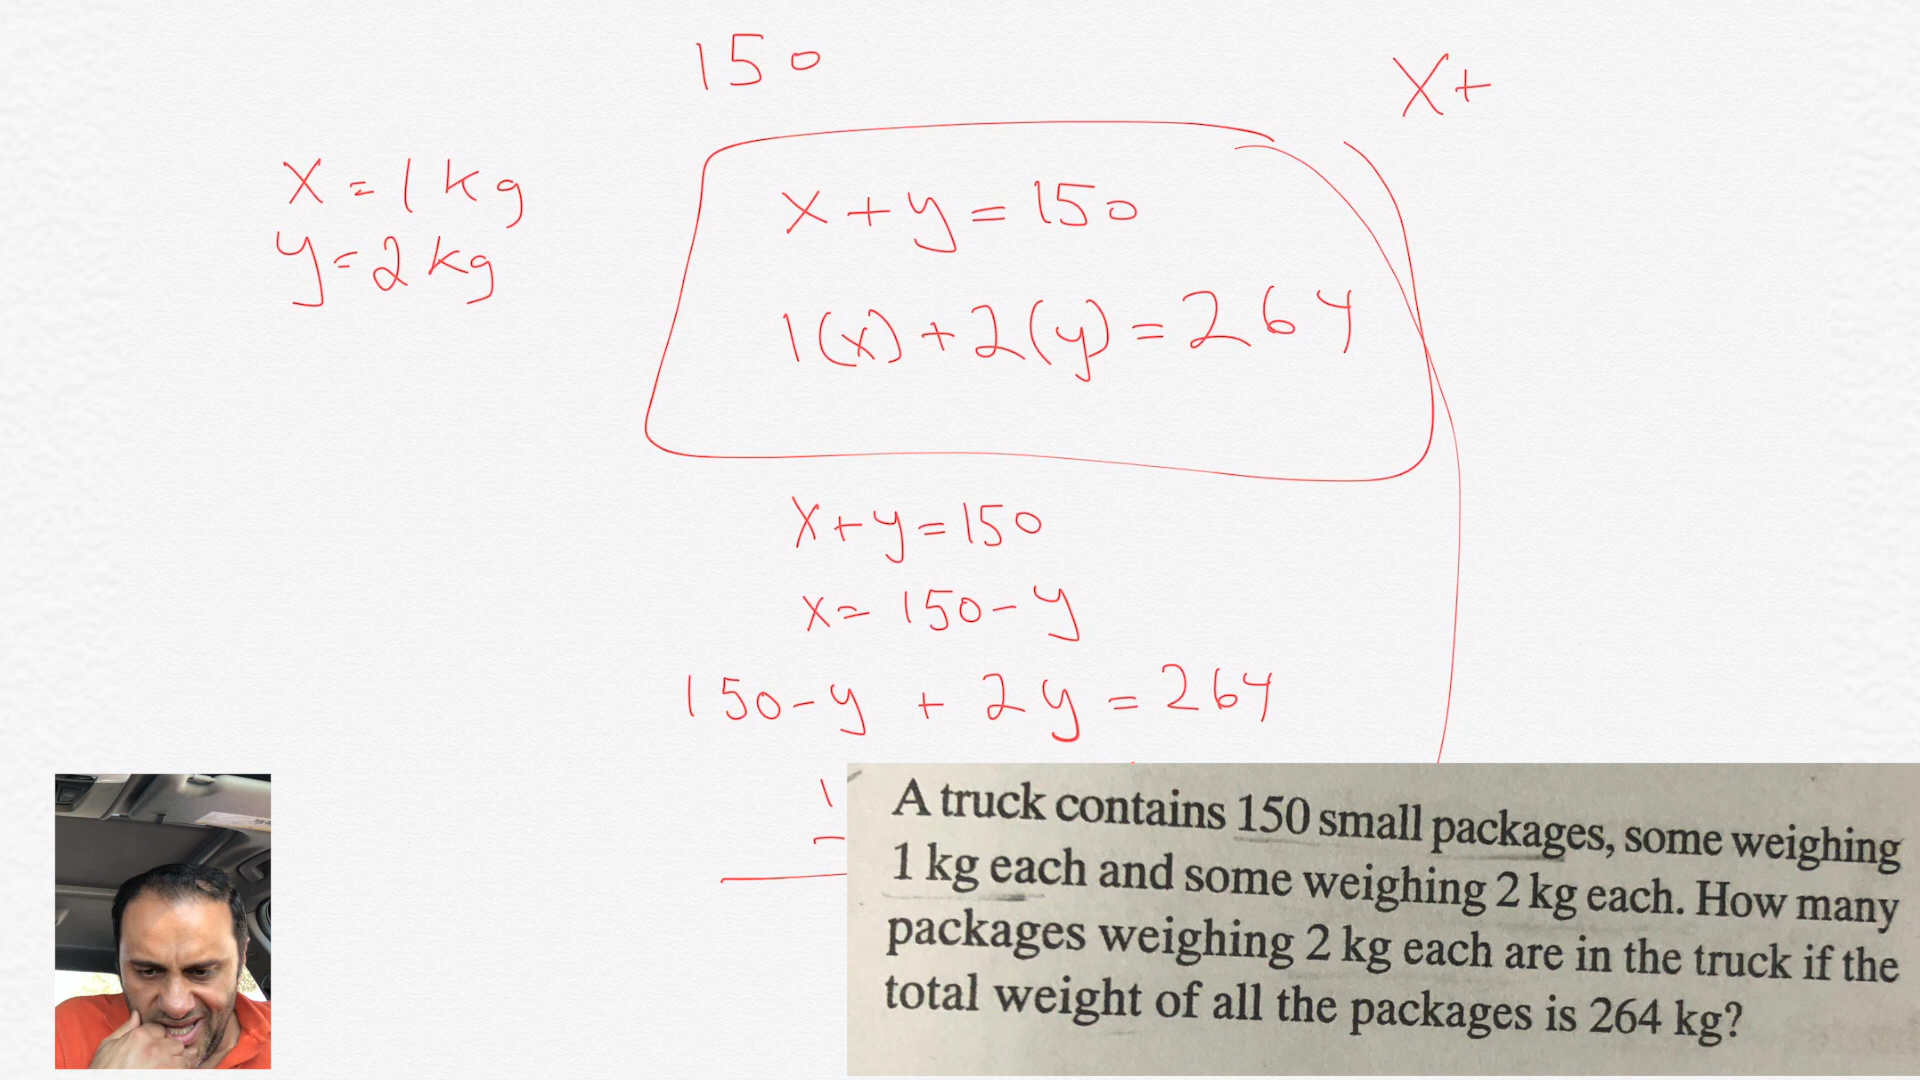 150
x+
x = 1 kg
y = 2 kg
x + y = 150
1(x) + 2(y) = 264
x + y = 150
x = 150 - y
150 - y + 2y = 264
1
-
A truck contains 150 small packages, some weighing
1 kg each and some weighing 2 kg each. How many
packages weighing 2 kg each are in the truck if the
total weight of all the packages is 264 kg?